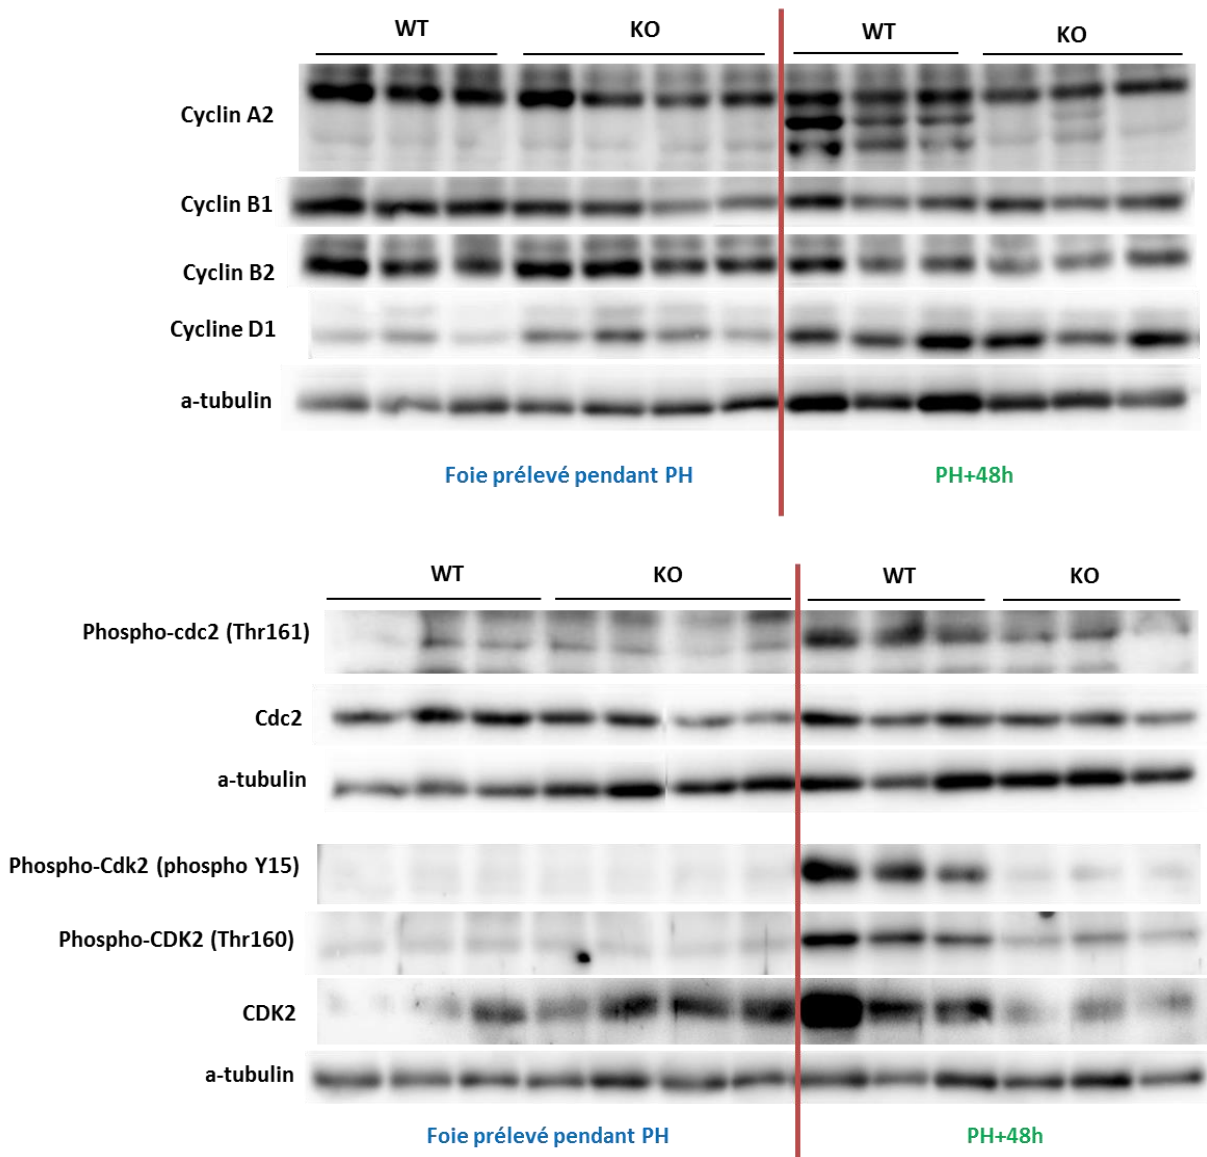 WT KO WT KO
Cyclin A2
Cyclin B1
Cyclin B2
Cycline D1
a-tubulin
Foie prélevé pendant PH PH+48h
WT KO WT KO
Phospho-cdc2 (Thr161)
Cdc2
a-tubulin
Phospho-Cdk2 (phospho Y15)
Phospho-CDK2 (Thr160)
CDK2
a-tubulin
Foie prélevé pendant PH PH+48h